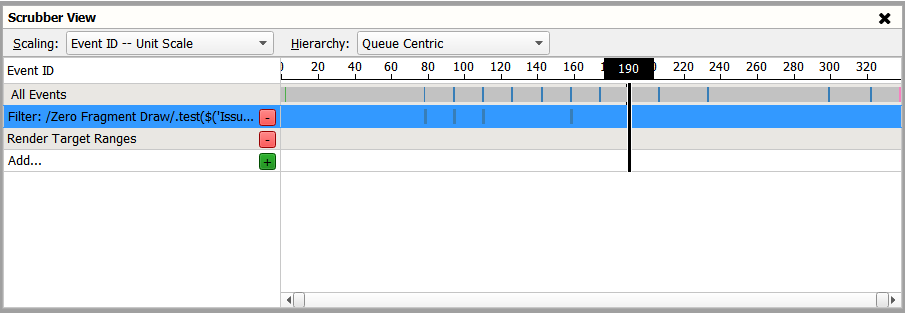 Scrubber View
Scaling: Event ID -- Unit Scale Hierarchy: Queue Centric
Event ID 0 20 40 60 80 100 120 140 160 190 220 240 260 280 300 320
All Events
Filter: /Zero Fragment Draw/.test($('Issu... -
Render Target Ranges -
Add... +